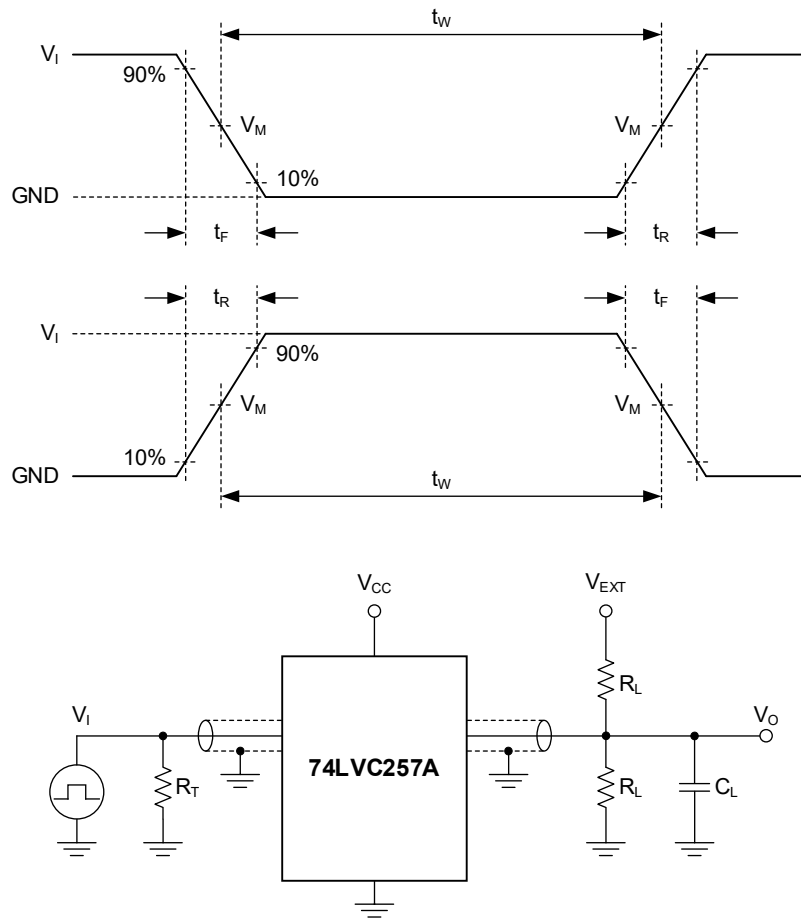 t_W
V_I
90%
V_M
V_M
10%
GND
t_F
t_R
t_R
t_F
V_I
90%
V_M
V_M
10%
GND
t_W
V_CC
V_EXT
R_L
V_I
V_O
74LVC257A
R_T
R_L
C_L